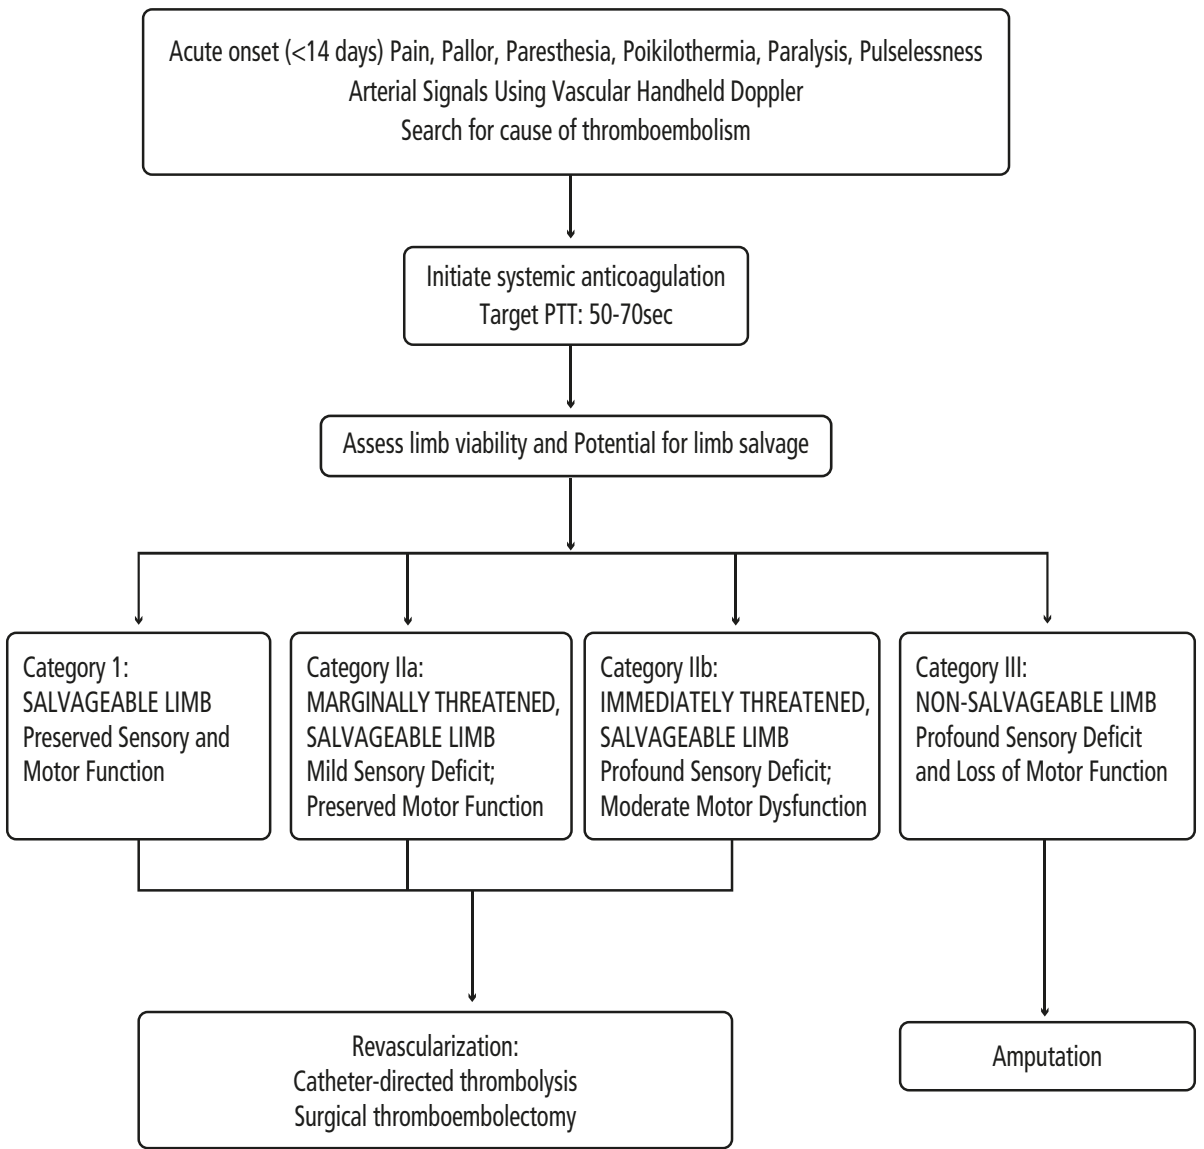 Acute onset (<14 days) Pain, Pallor, Paresthesia, Poikilothermia, Paralysis, Pulselessness
Arterial Signals Using Vascular Handheld Doppler
Search for cause of thromboembolism
Initiate systemic anticoagulation
Target PTT: 50-70sec
Assess limb viability and Potential for limb salvage
Category 1:
SALVAGEABLE LIMB
Preserved Sensory and
Motor Function
Category IIa:
MARGINALLY THREATENED,
SALVAGEABLE LIMB
Mild Sensory Deficit;
Preserved Motor Function
Category IIb:
IMMEDIATELY THREATENED,
SALVAGEABLE LIMB
Profound Sensory Deficit;
Moderate Motor Dysfunction
Category III:
NON-SALVAGEABLE LIMB
Profound Sensory Deficit
and Loss of Motor Function
Revascularization:
Catheter-directed thrombolysis
Surgical thromboembolectomy
Amputation